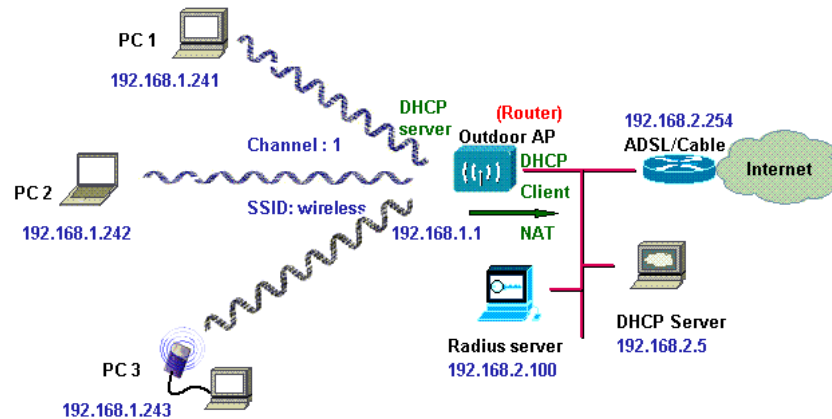 PC 1
192.168.1.241
DHCP
server
(Router)
Outdoor AP
192.168.2.254
ADSL/Cable
Channel : 1
DHCP
Internet
PC 2
SSID: wireless
Client
192.168.1.242
192.168.1.1
NAT
DHCP Server
192.168.2.5
Radius server
192.168.2.100
PC 3
192.168.1.243